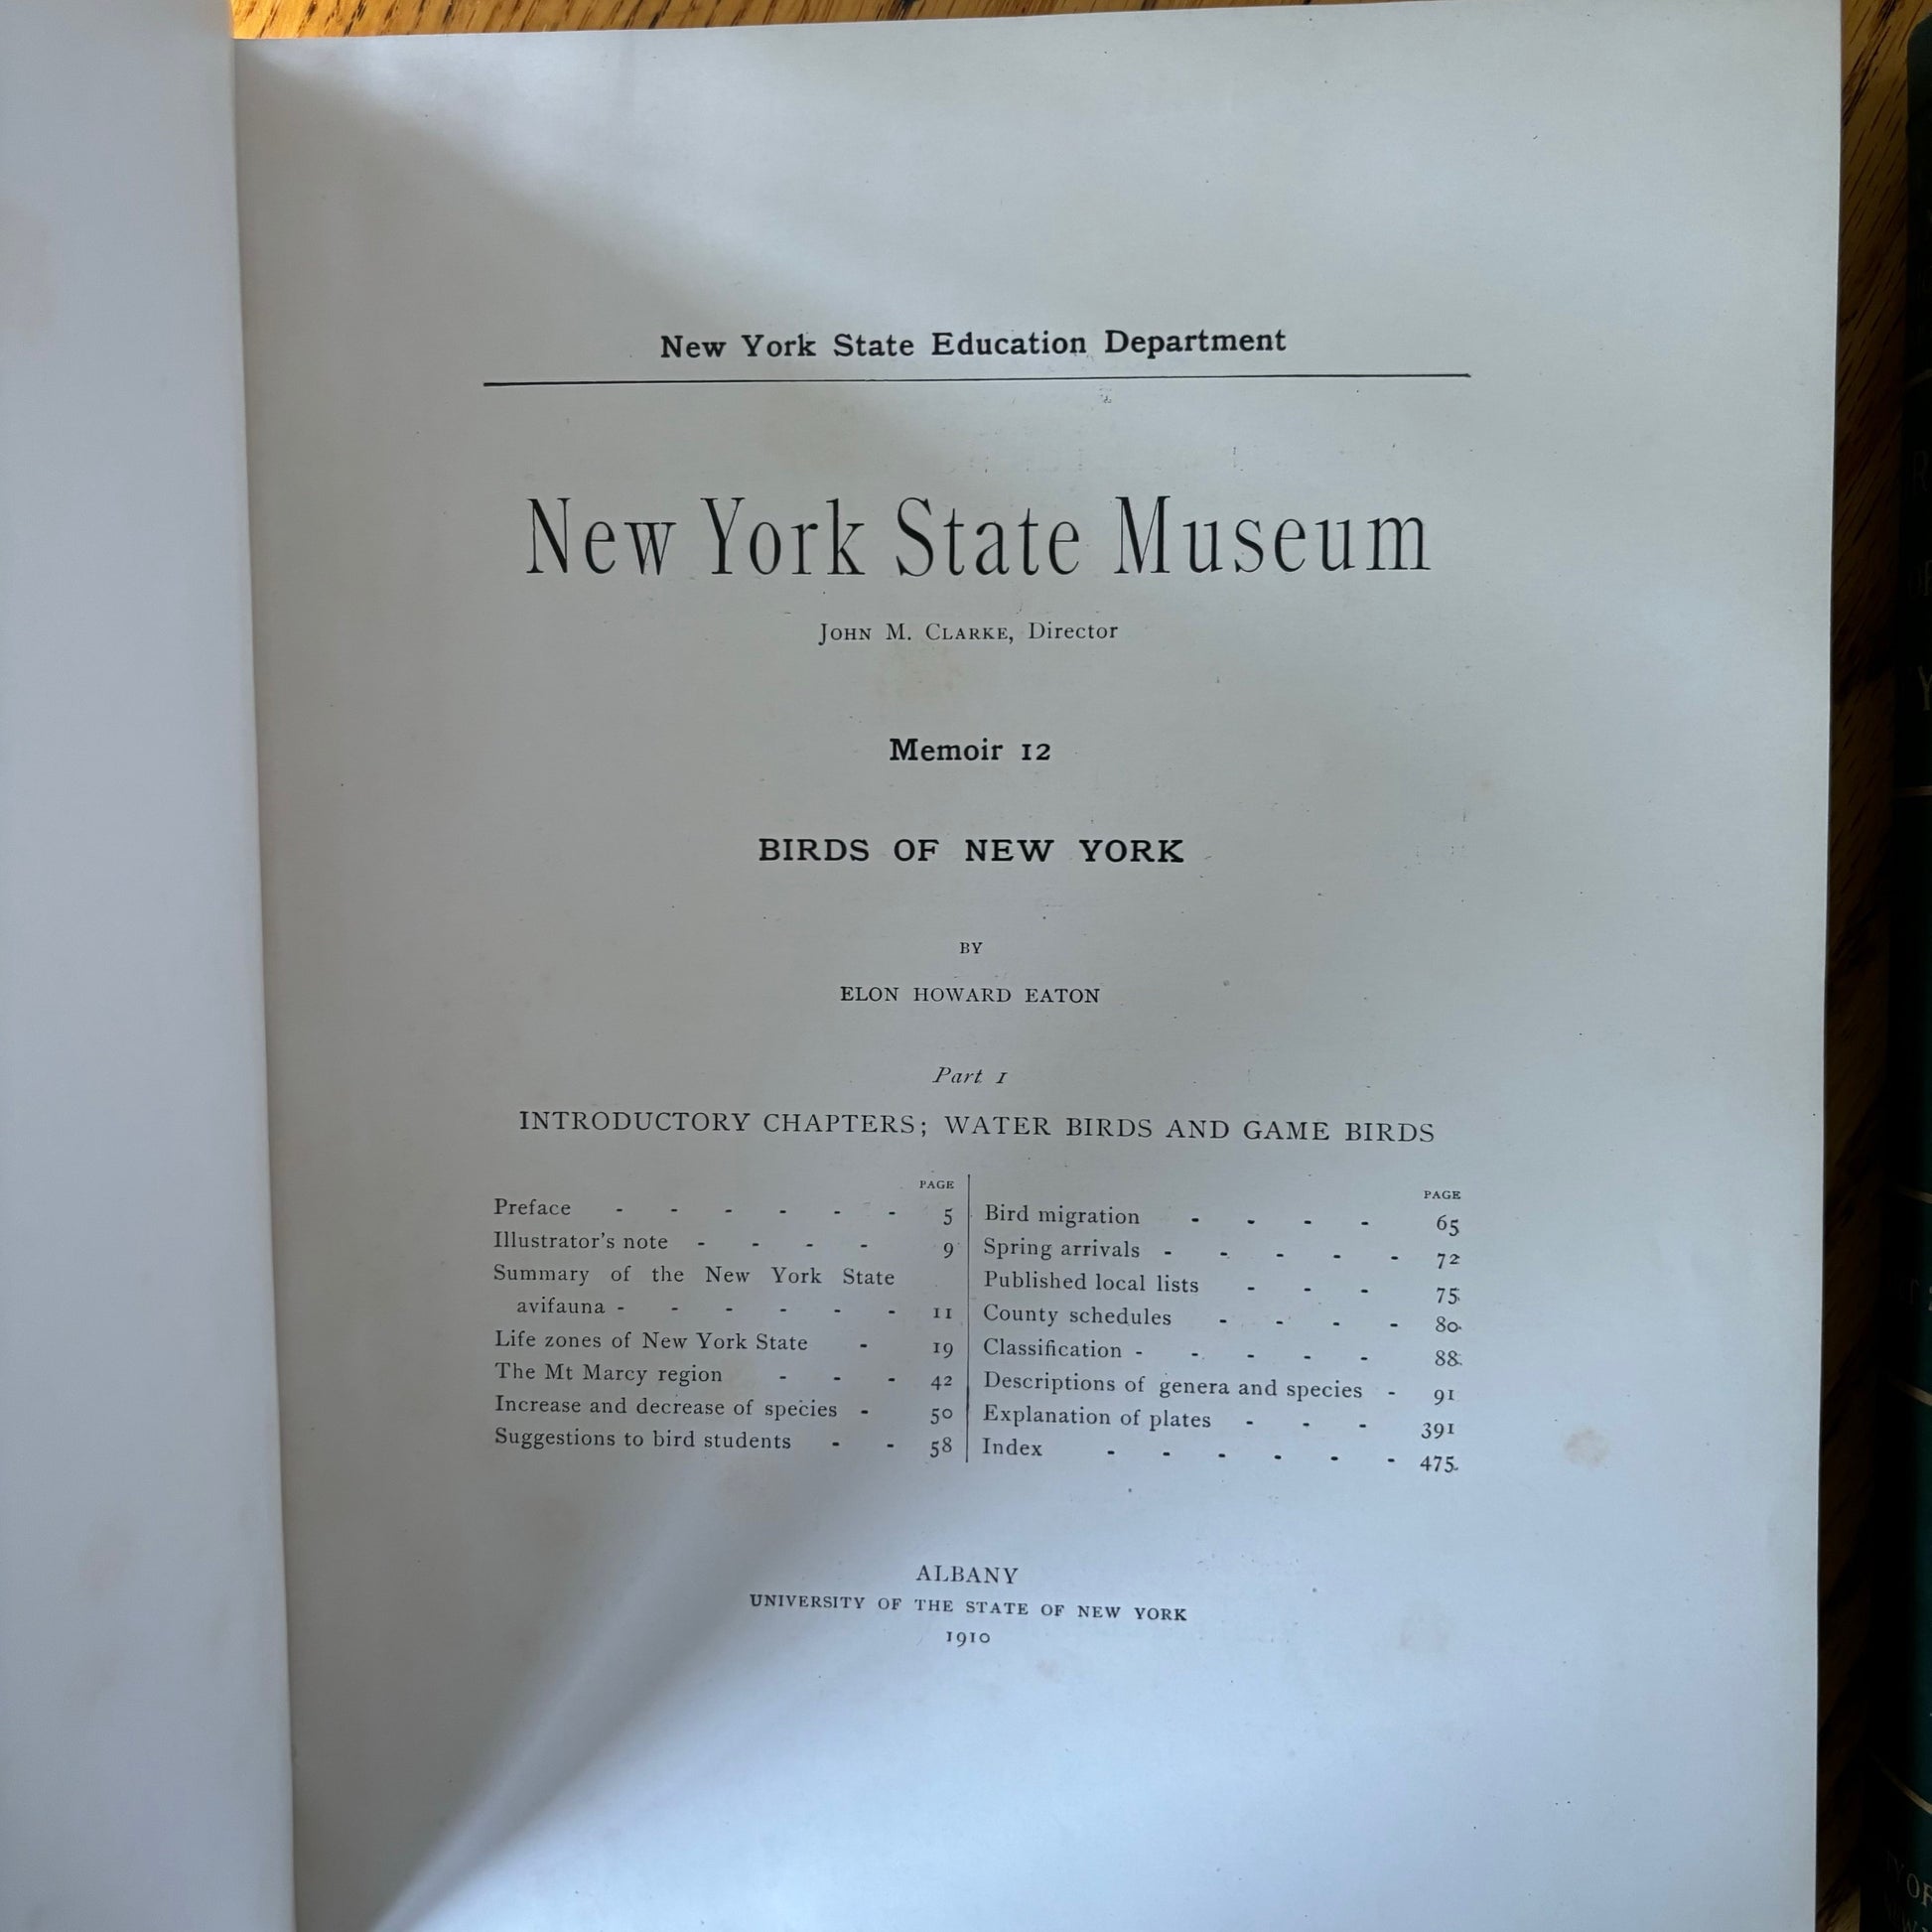 New York State Education Department
New York State Museum
JOHN M. CLARKE, Director
Memoir 12
BIRDS OF NEW YORK
BY
ELON HOWARD EATON
Part 1
INTRODUCTORY CHAPTERS; WATER BIRDS AND GAME BIRDS
PAGE
Preface - - - - - - 5
Illustrator's note - - - - 9
Summary of the New York State
avifauna - - - - - - 11
Life zones of New York State - 19
The Mt Marcy region - - - 42
Increase and decrease of species - 50
Suggestions to bird students - - 58
PAGE
Bird migration - - - - 65
Spring arrivals - - - - - 72
Published local lists - - - 75
County schedules - - - - 80
Classification - - - - - 88
Descriptions of genera and species - 91
Explanation of plates - - - 391
Index - - - - - - 475
ALBANY
UNIVERSITY OF THE STATE OF NEW YORK
1910